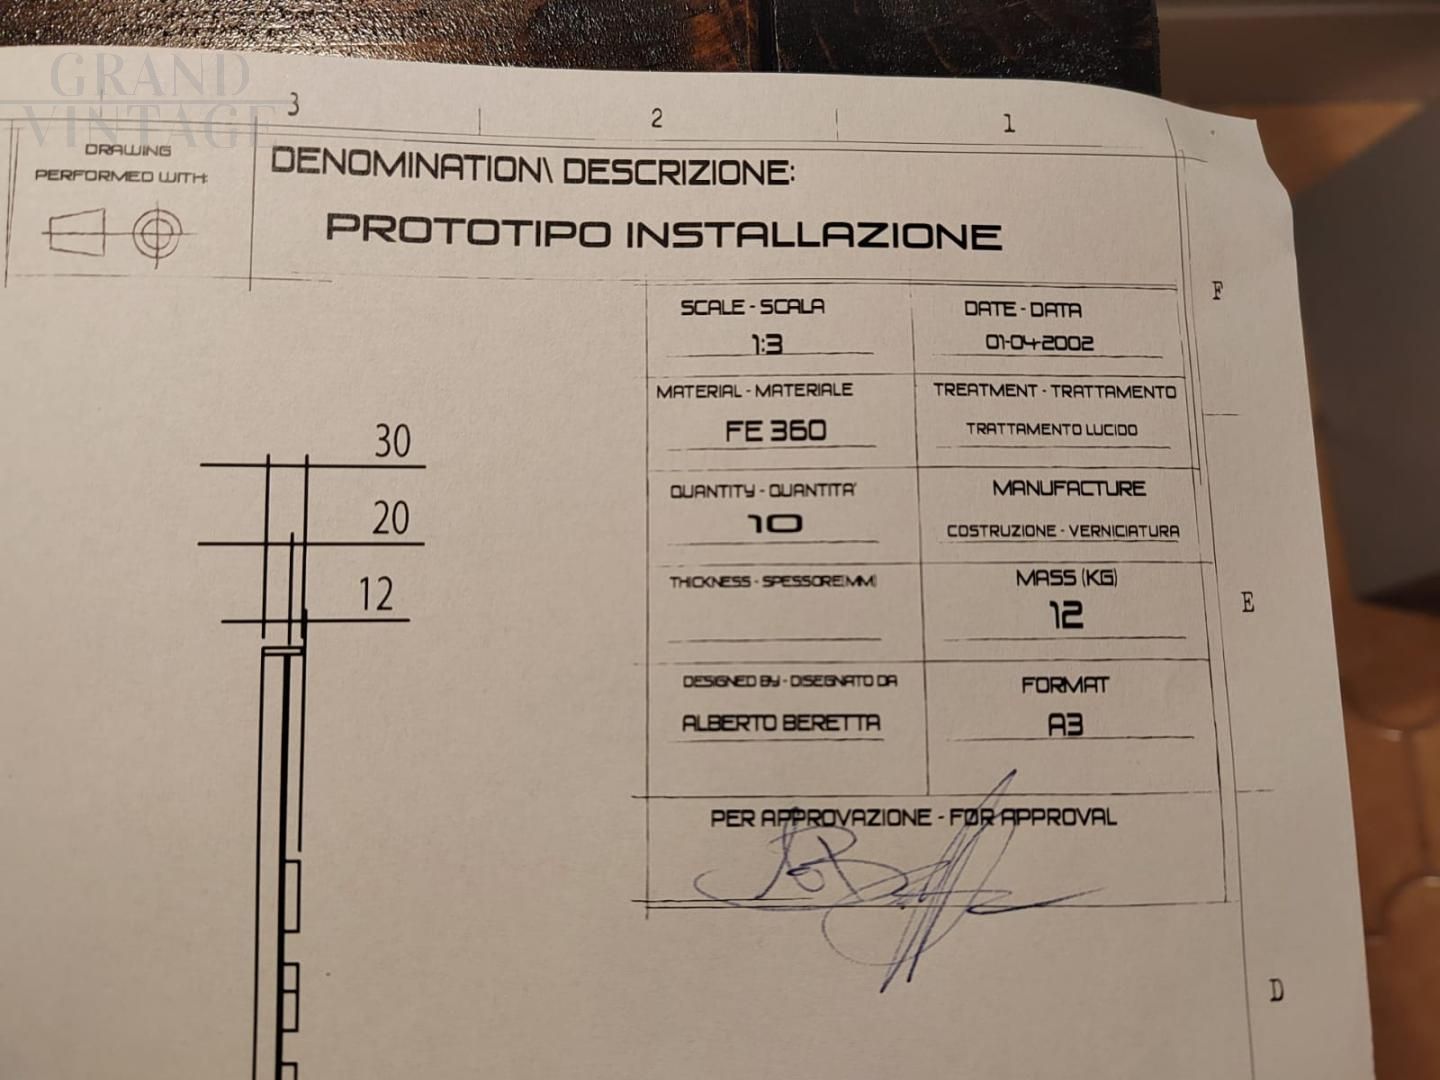 GRAND
VINTAGE
3 2 1
DRAWING
PERFORMED WITH:
DENOMINATION\ DESCRIZIONE:
PROTOTIPO INSTALLAZIONE
F
SCALE - SCALA
1:3
DATE - DATA
01-04-2002
MATERIAL - MATERIALE
FE 360
TREATMENT - TRATTAMENTO
TRATTAMENTO LUCIDO
30
20
12
QUANTITY - QUANTITA'
10
MANUFACTURE
COSTRUZIONE - VERNICIATURA
THICKNESS - SPESSORE(MM)
MASS (KG)
12
E
DESIGNED BY - DISEGNATO DA
ALBERTO BERETTA
FORMAT
A3
PER APPROVAZIONE - FOR APPROVAL
D